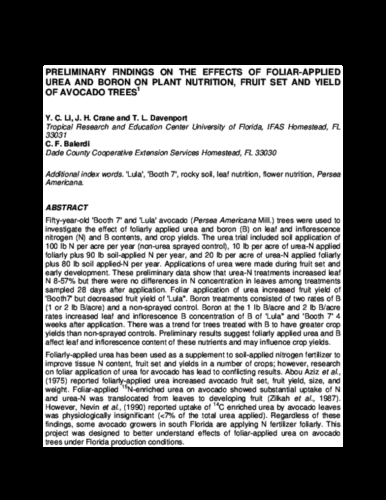 PRELIMINARY FINDINGS ON THE EFFECTS OF FOLIAR-APPLIED
UREA AND BORON ON PLANT NUTRITION, FRUIT SET AND YIELD
OF AVOCADO TREES¹
Y. C. Li, J. H. Crane and T. L. Davenport
Tropical Research and Education Center University of Florida, IFAS Homestead, FL
33031
C. F. Balerdi
Dade County Cooperative Extension Services Homestead, FL 33030
Additional index words. 'Lula', 'Booth 7', rocky soil, leaf nutrition, flower nutrition, Persea
Americana.
ABSTRACT
Fifty-year-old 'Booth 7' and 'Lula' avocado (Persea Americana Mill.) trees were used to
investigate the effect of foliarly applied urea and boron (B) on leaf and inflorescence
nitrogen (N) and B contents, and crop yields. The urea trial included soil application of
100 lb N per acre per year (non-urea sprayed control), 10 lb per acre of urea-N applied
foliarly plus 90 lb soil-applied N per year, and 20 lb per acre of urea-N applied foliarly
plus 80 lb soil applied-N per year. Applications of urea were made during fruit set and
early development. These preliminary data show that urea-N treatments increased leaf
N 8-57% but there were no differences in N concentration in leaves among treatments
sampled 28 days after application. Foliar application of urea increased fruit yield of
'Booth7' but decreased fruit yield of 'Lula". Boron treatments consisted of two rates of B
(1 or 2 lb B/acre) and a non-sprayed control. Boron at the 1 lb B/acre and 2 lb B/acre
rates increased leaf and inflorescence B concentration of B of "Lula" and 'Booth 7' 4
weeks after application. There was a trend for trees treated with B to have greater crop
yields than non-sprayed controls. Preliminary results suggest foliarly applied urea and B
affect leaf and inflorescence content of these nutrients and may influence crop yields.
Foliarly-applied urea has been used as a supplement to soil-applied nitrogen fertilizer to
improve tissue N content, fruit set and yields in a number of crops; however, research
on foliar application of urea for avocado has lead to conflicting results. Abou Aziz et al.,
(1975) reported foliarly-applied urea increased avocado fruit set, fruit yield, size, and
weight. Foliar-applied ¹⁵N-enriched urea on avocado showed substantial uptake of N
and urea-N was translocated from leaves to developing fruit (Zilkah et al., 1987).
However, Nevin et al., (1990) reported uptake of ¹⁴C enriched urea by avocado leaves
was physiologically insignificant (<7% of the total urea applied). Regardless of these
findings, some avocado growers in south Florida are applying N fertilizer foliarly. This
project was designed to better understand effects of foliar-applied urea on avocado
trees under Florida production conditions.